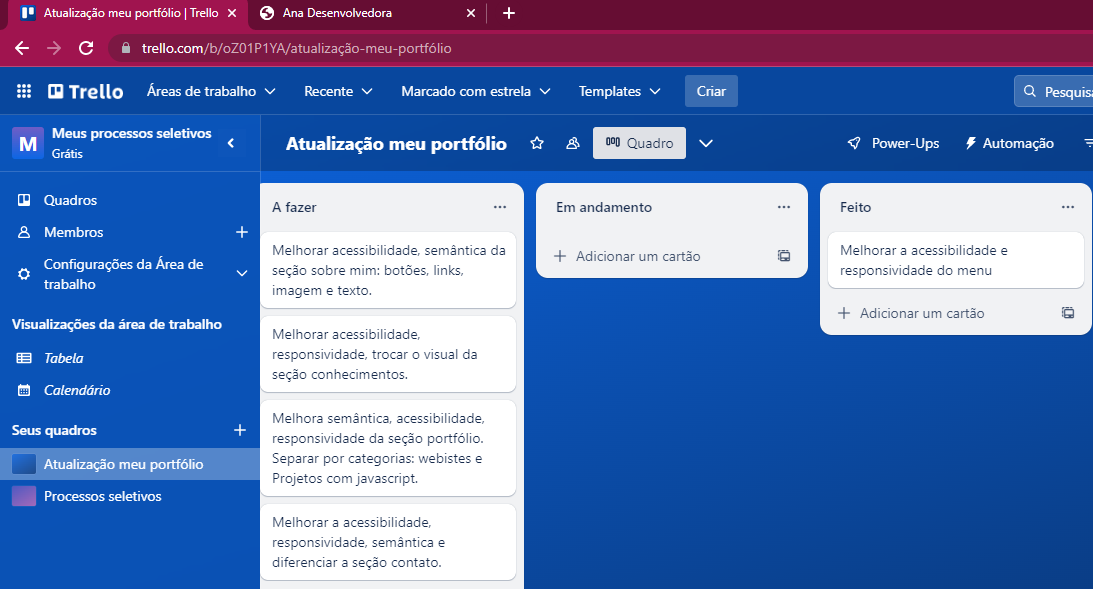 Atualização meu portfólio | Trello
Ana Desenvolvedora
trello.com/b/oZ01P1YA/atualização-meu-portfólio
Trello
Áreas de trabalho
Recente
Marcado com estrela
Templates
Criar
Pesquisa
M
Meus processos seletivos
Grátis
Atualização meu portfólio
Quadro
Power-Ups
Automação
Quadros
Membros
Configurações da Área de
trabalho
Visualizações da área de trabalho
Tabela
Calendário
Seus quadros
Atualização meu portfólio
Processos seletivos
A fazer
Melhorar acessibilidade, semântica da
seção sobre mim: botões, links,
imagem e texto.
Melhorar acessibilidade,
responsividade, trocar o visual da
seção conhecimentos.
Melhora semântica, acessibilidade,
responsividade da seção portfólio.
Separar por categorias: webistes e
Projetos com javascript.
Melhorar a acessibilidade,
responsividade, semântica e
diferenciar a seção contato.
Em andamento
Adicionar um cartão
Feito
Melhorar a acessibilidade e
responsividade do menu
Adicionar um cartão